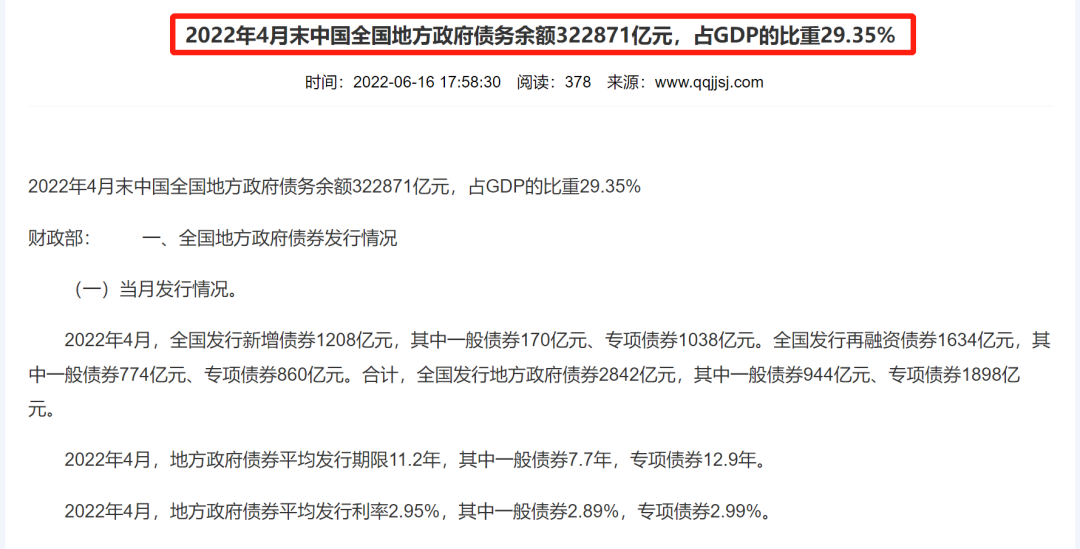 2022年4月末中国全国地方政府债务余额322871亿元，占GDP的比重29.35%
时间：2022-06-16 17:58:30 阅读：378 来源：www.qqjjsj.com
2022年4月末中国全国地方政府债务余额322871亿元，占GDP的比重29.35%
财政部： 一、全国地方政府债券发行情况
（一）当月发行情况。
2022年4月，全国发行新增债券1208亿元，其中一般债券170亿元、专项债券1038亿元。全国发行再融资债券1634亿元，其
中一般债券774亿元、专项债券860亿元。合计，全国发行地方政府债券2842亿元，其中一般债券944亿元、专项债券1898亿
元。
2022年4月，地方政府债券平均发行期限11.2年，其中一般债券7.7年，专项债券12.9年。
2022年4月，地方政府债券平均发行利率2.95%，其中一般债券2.89%，专项债券2.99%。